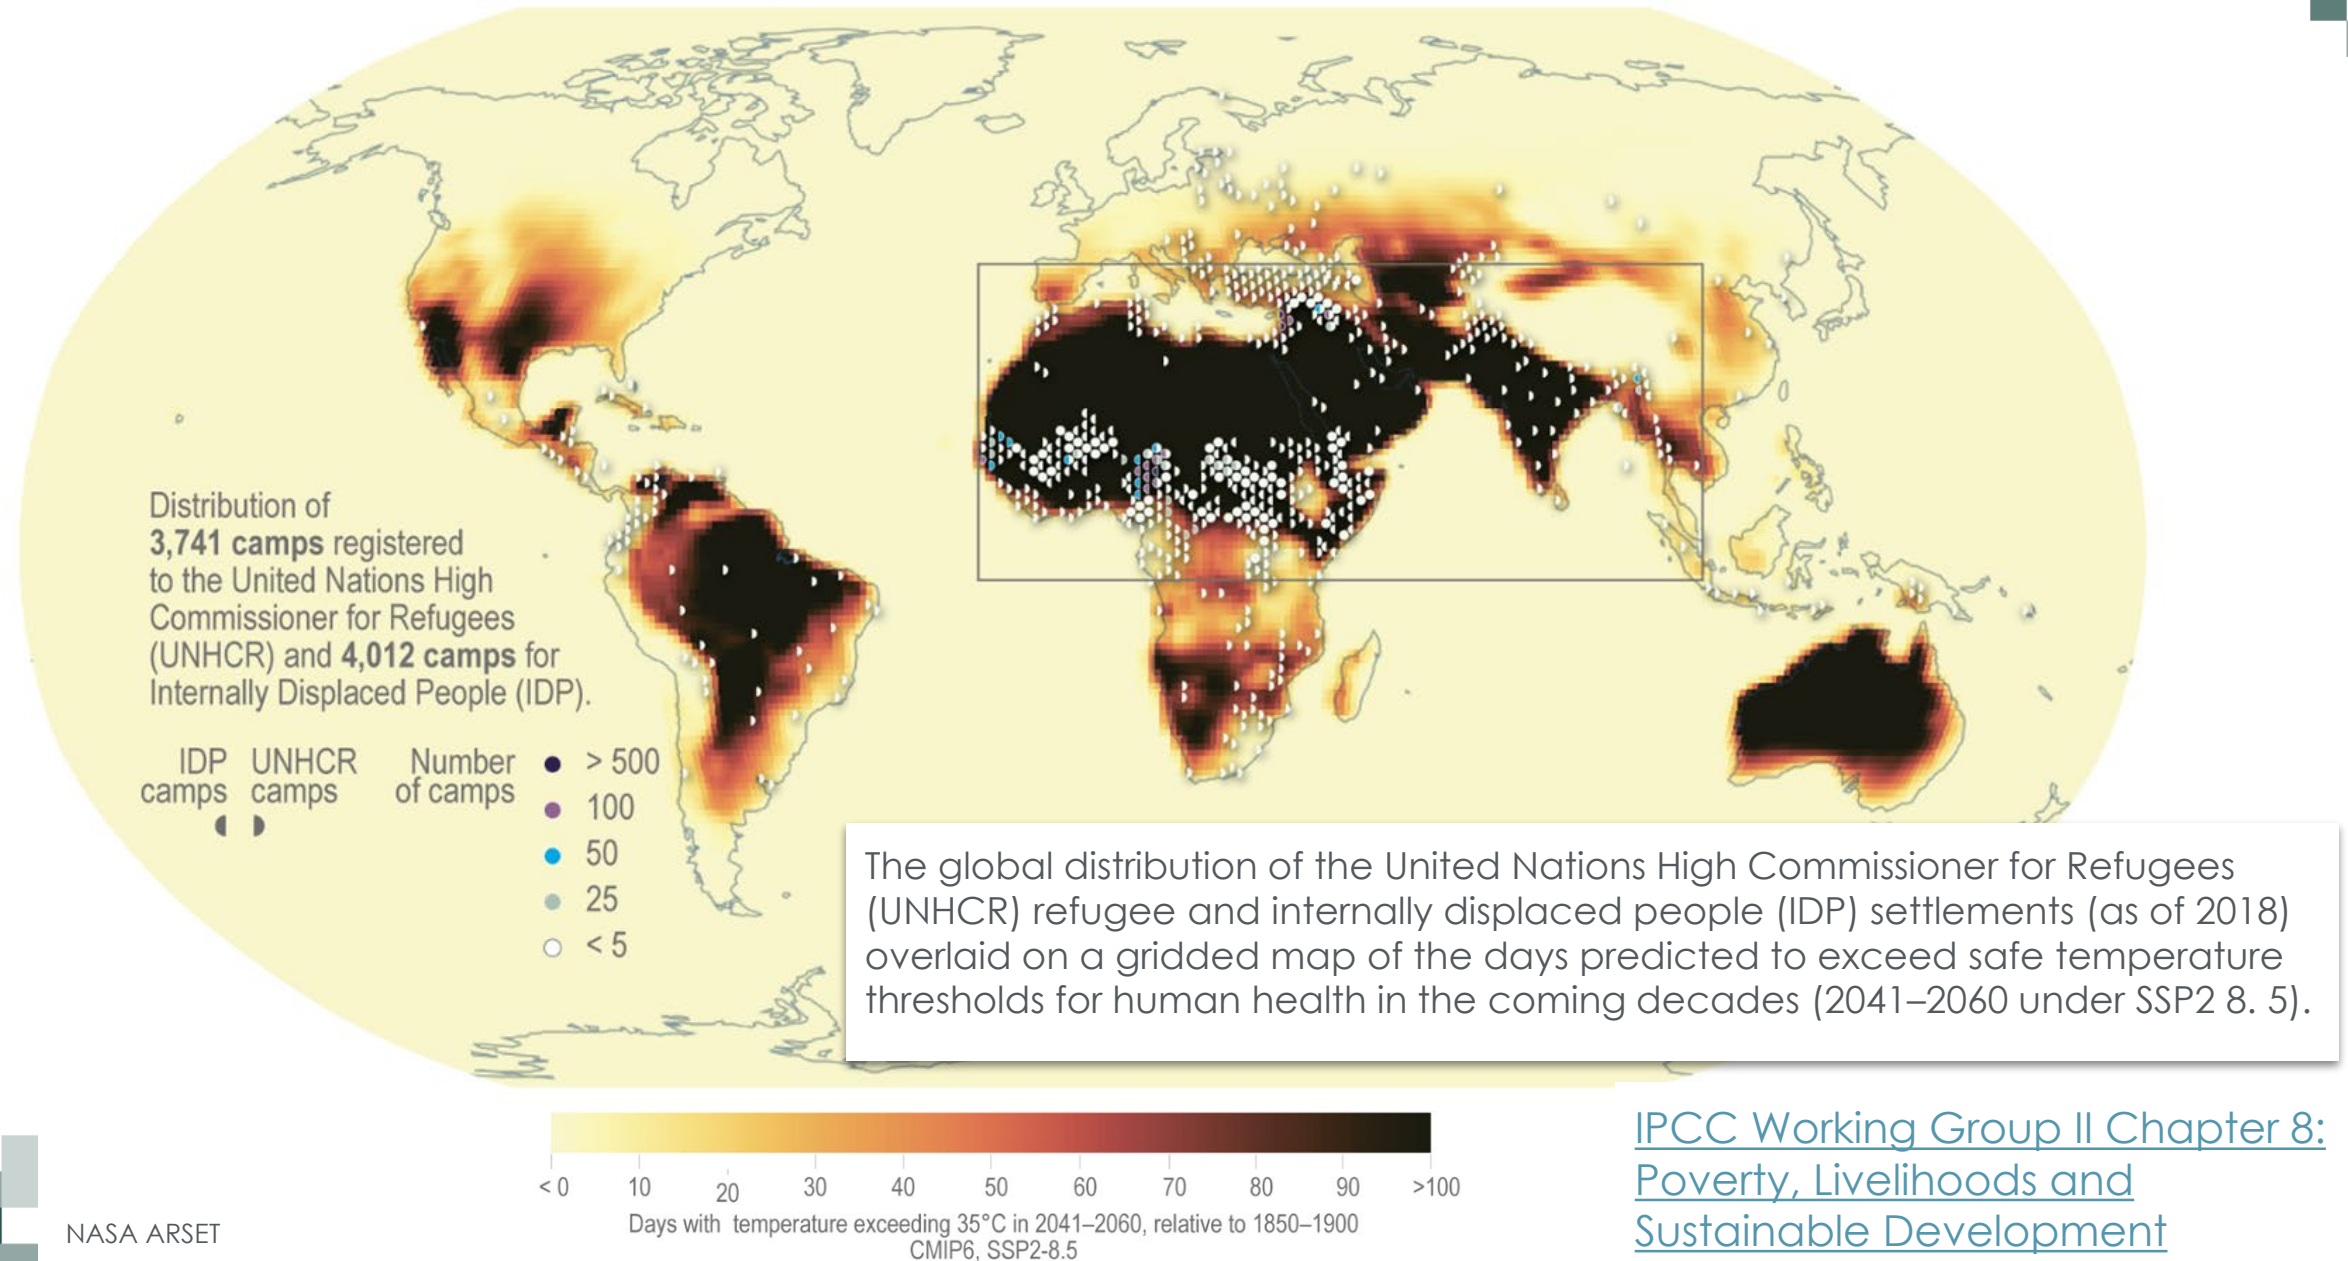 Distribution of
3,741 camps registered
to the United Nations High
Commissioner for Refugees
(UNHCR) and 4,012 camps for
Internally Displaced People (IDP).
IDP camps
UNHCR camps
Number of camps
> 500
100
50
25
< 5
The global distribution of the United Nations High Commissioner for Refugees
(UNHCR) refugee and internally displaced people (IDP) settlements (as of 2018)
overlaid on a gridded map of the days predicted to exceed safe temperature
thresholds for human health in the coming decades (2041–2060 under SSP2 8. 5).
< 0 10 20 30 40 50 60 70 80 90 >100
Days with temperature exceeding 35°C in 2041–2060, relative to 1850–1900
CMIP6, SSP2-8.5
IPCC Working Group II Chapter 8:
Poverty, Livelihoods and
Sustainable Development
NASA ARSET